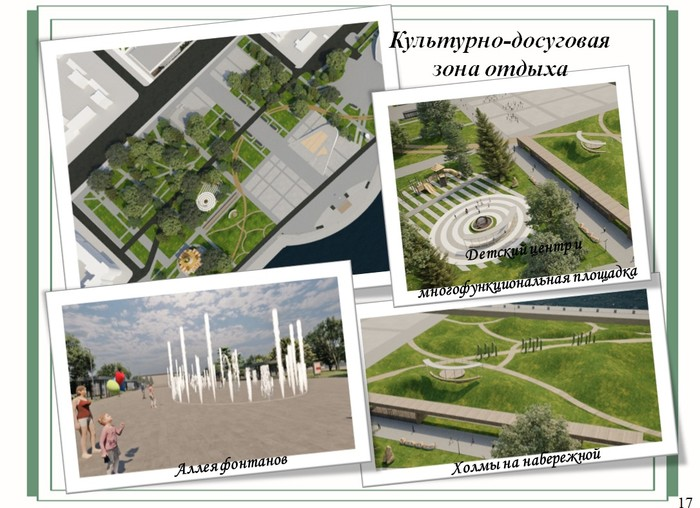 Культурно-досуговая
зона отдыха
Детский центр и
многофункциональная площадка
Аллея фонтанов
Холмы на набережной
17